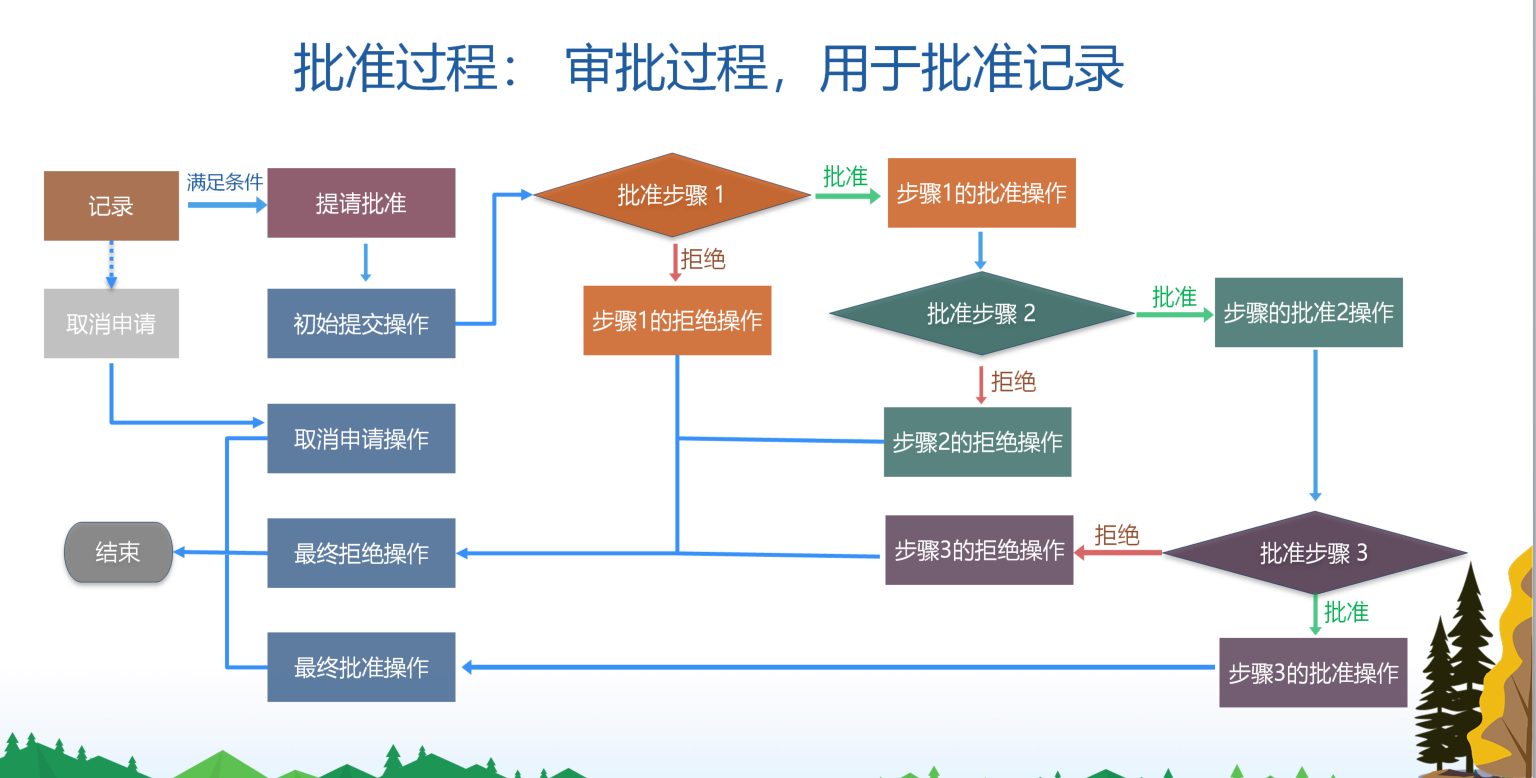 批准过程： 审批过程，用于批准记录
记录
满足条件
提请批准
批准步骤 1
批准
步骤1的批准操作
拒绝
取消申请
初始提交操作
步骤1的拒绝操作
批准步骤 2
批准
步骤的批准2操作
拒绝
取消申请操作
步骤2的拒绝操作
结束
最终拒绝操作
步骤3的拒绝操作
拒绝
批准步骤 3
批准
最终批准操作
步骤3的批准操作